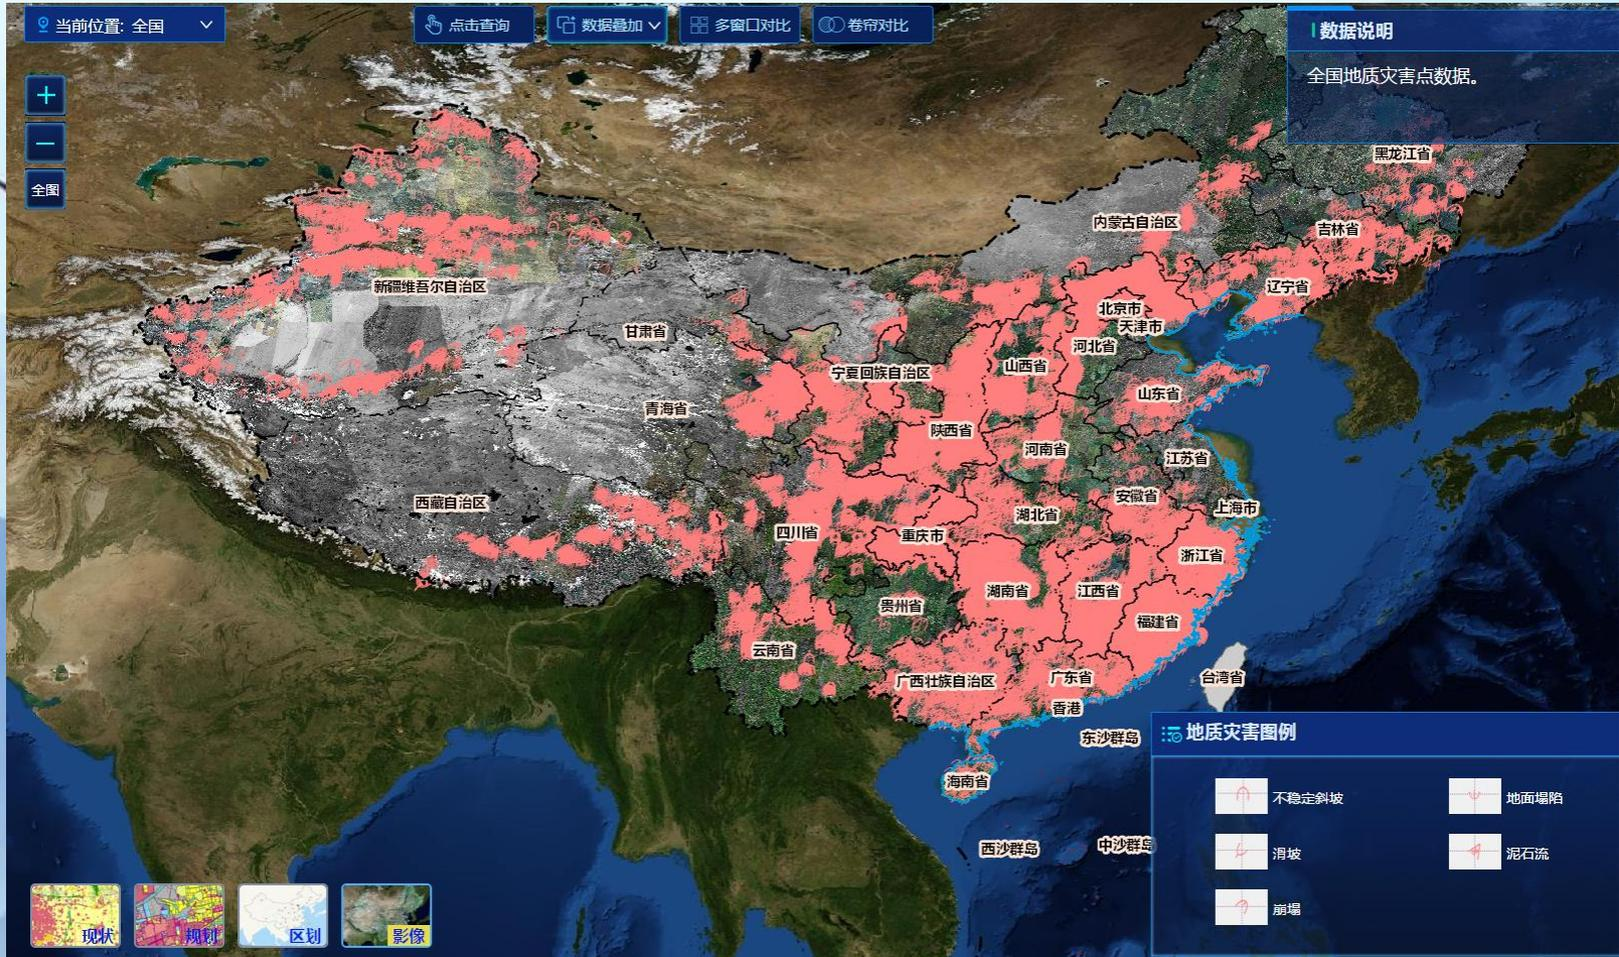 当前位置: 全国
点击查询
数据叠加
多窗口对比
卷帘对比
数据说明
全国地质灾害点数据。
全图
黑龙江省
内蒙古自治区
吉林省
新疆维吾尔自治区
辽宁省
北京市
天津市
甘肃省
河北省
山西省
宁夏回族自治区
山东省
青海省
陕西省
河南省
江苏省
西藏自治区
安徽省
上海市
湖北省
四川省
重庆市
浙江省
湖南省
江西省
贵州省
福建省
云南省
广西壮族自治区
广东省
台湾省
香港
东沙群岛
海南省
西沙群岛
中沙群岛
地质灾害图例
不稳定斜坡
地面塌陷
滑坡
泥石流
崩塌
现状
规划
区划
影像